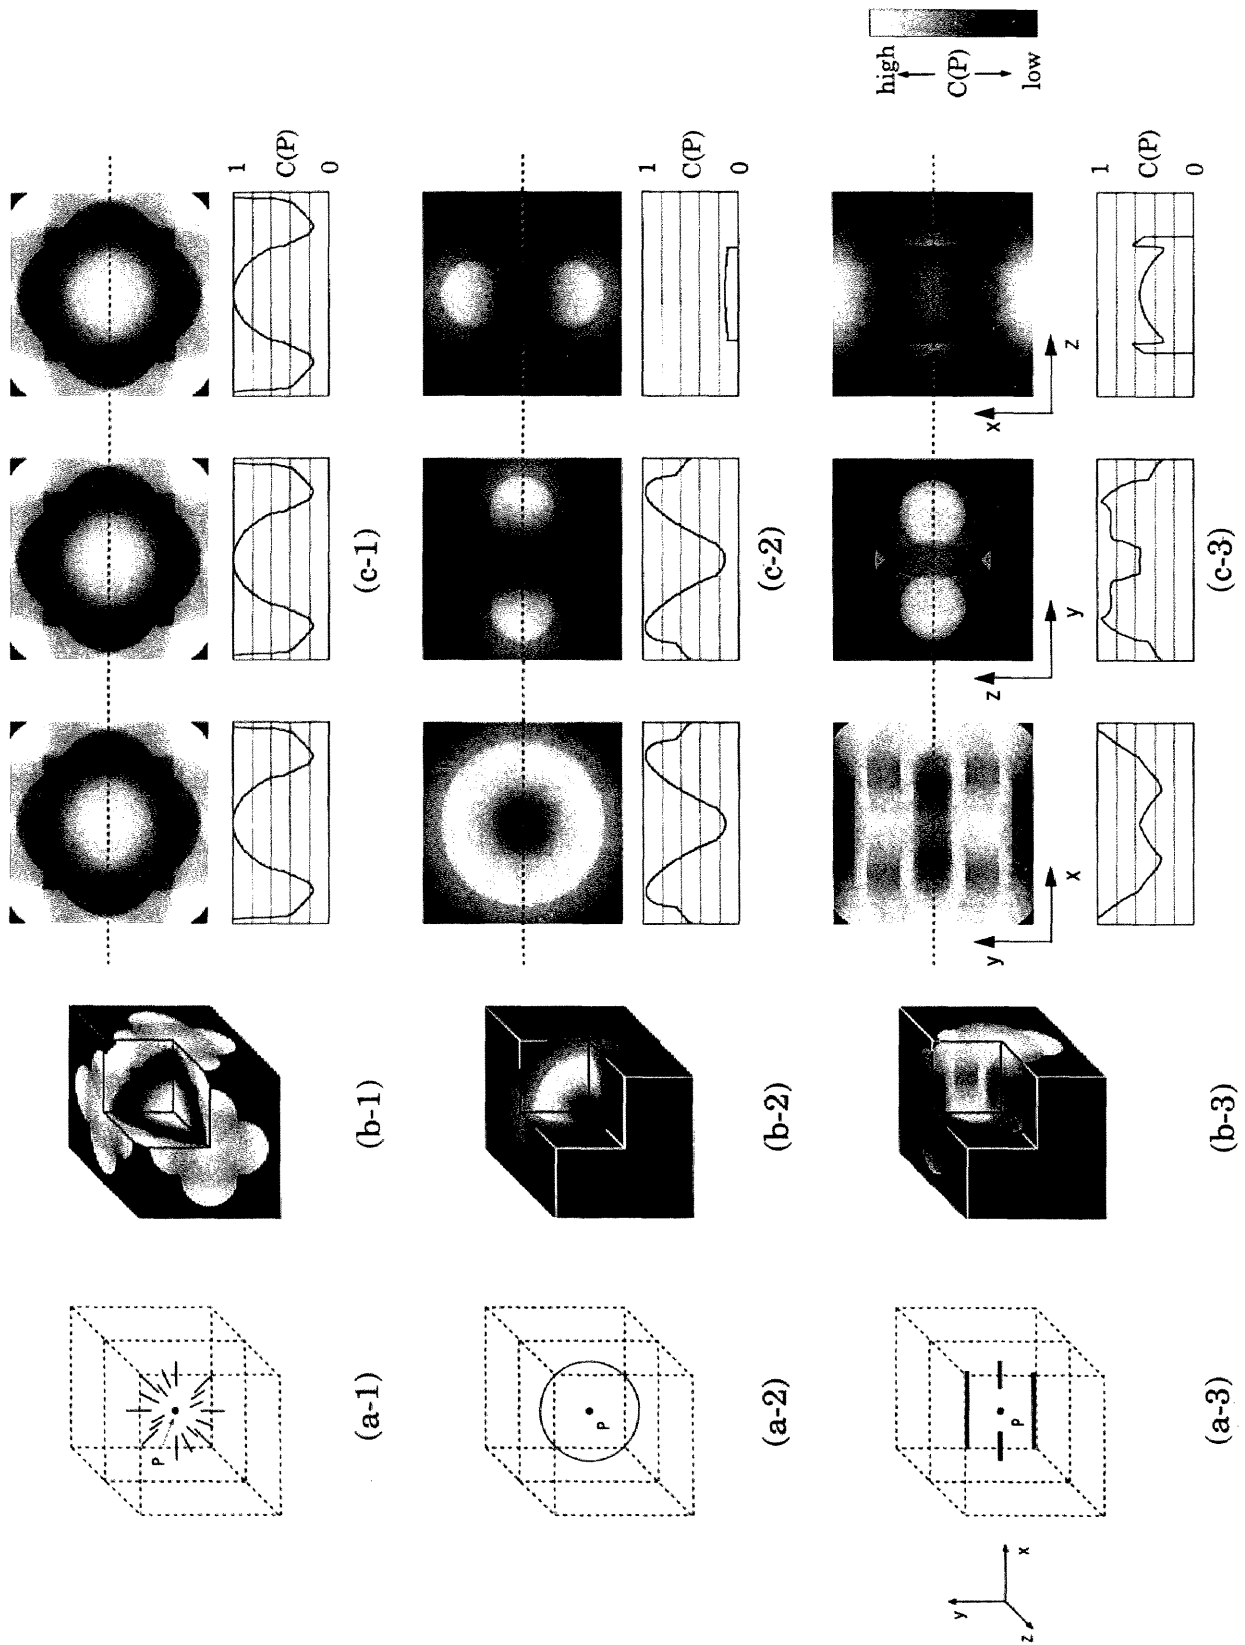 high
C(P)
low
1
C(P)
0
P
(a-1)
(b-1)
(c-1)
1
C(P)
0
P
(a-2)
(b-2)
(c-2)
y
x
z
y
x
z
y
x
z
1
C(P)
0
P
(a-3)
(b-3)
(c-3)